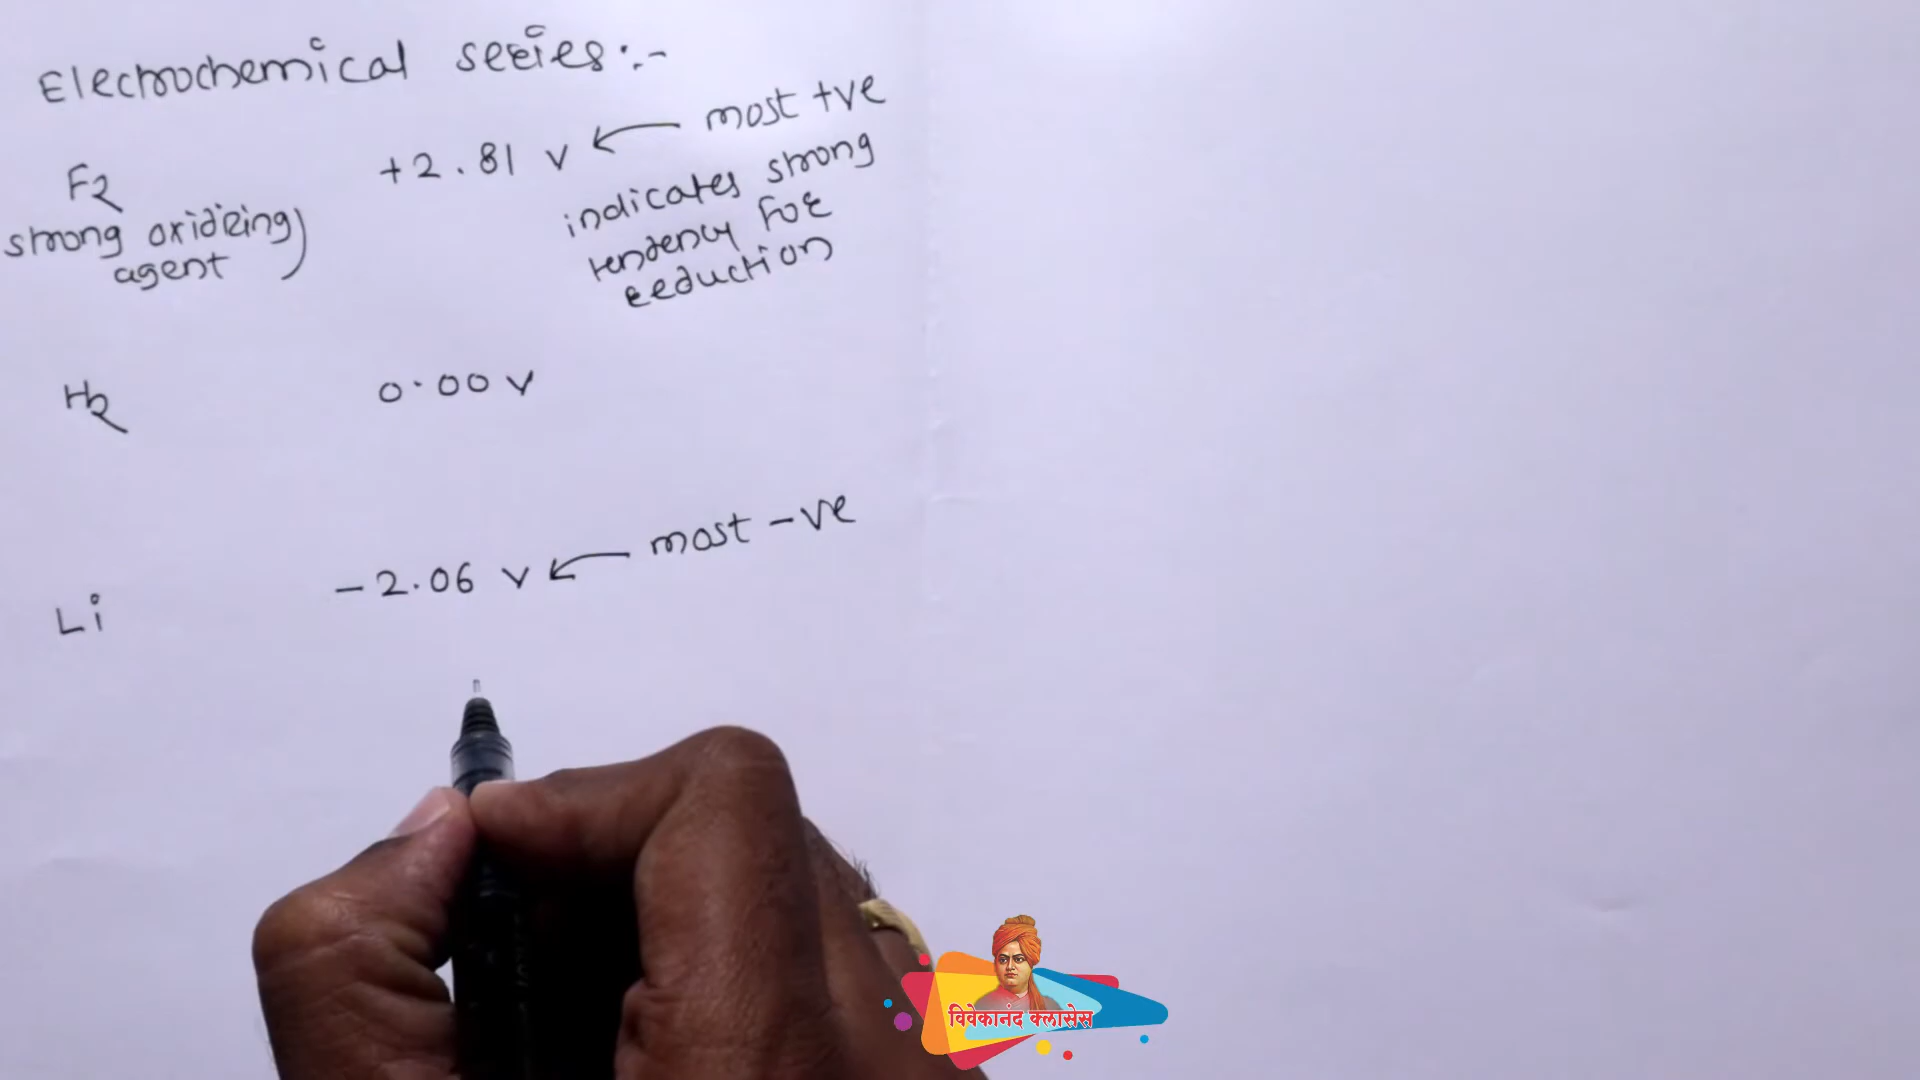 Electrochemical series:-
F2 +2.81 V ← most +ve
strong oxidizing agent)
indicates strong
tendency for
reduction
H2 0.00 V
Li -2.06 V ← most -ve
विवेकानंद क्लासेस